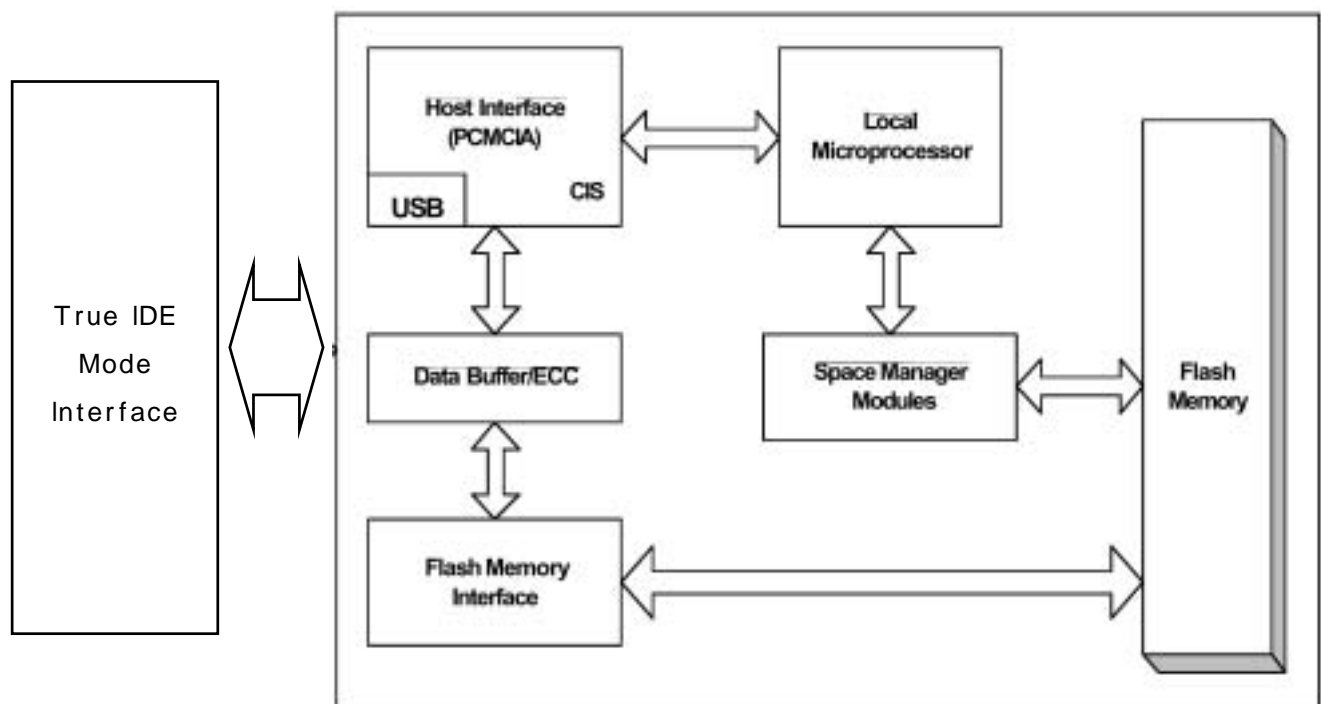 True IDE
Mode
Interface
Host Interface
(PCMCIA)
CIS
USB
Local
Microprocessor
Data Buffer/ECC
Space Manager
Modules
Flash
Memory
Flash Memory
Interface